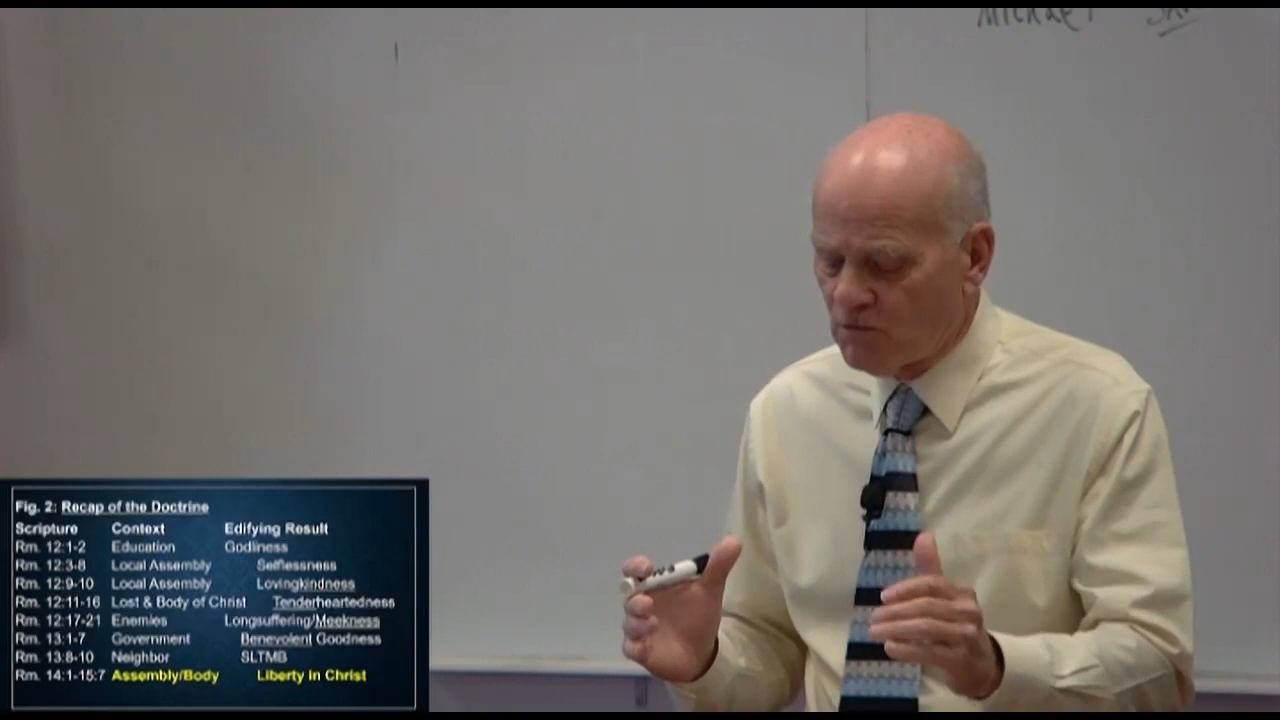 Michael
Fig. 2: Recap of the Doctrine
Scripture Context Edifying Result
Rm. 12:1-2 Education Godliness
Rm. 12:3-8 Local Assembly Selflessness
Rm. 12:9-10 Local Assembly Lovingkindness
Rm. 12:11-16 Lost & Body of Christ Tenderheartedness
Rm. 12:17-21 Enemies Longsuffering/Meekness
Rm. 13:1-7 Government Benevolent Goodness
Rm. 13:8-10 Neighbor SLTMB
Rm. 14:1-15:7 Assembly/Body Liberty In Christ